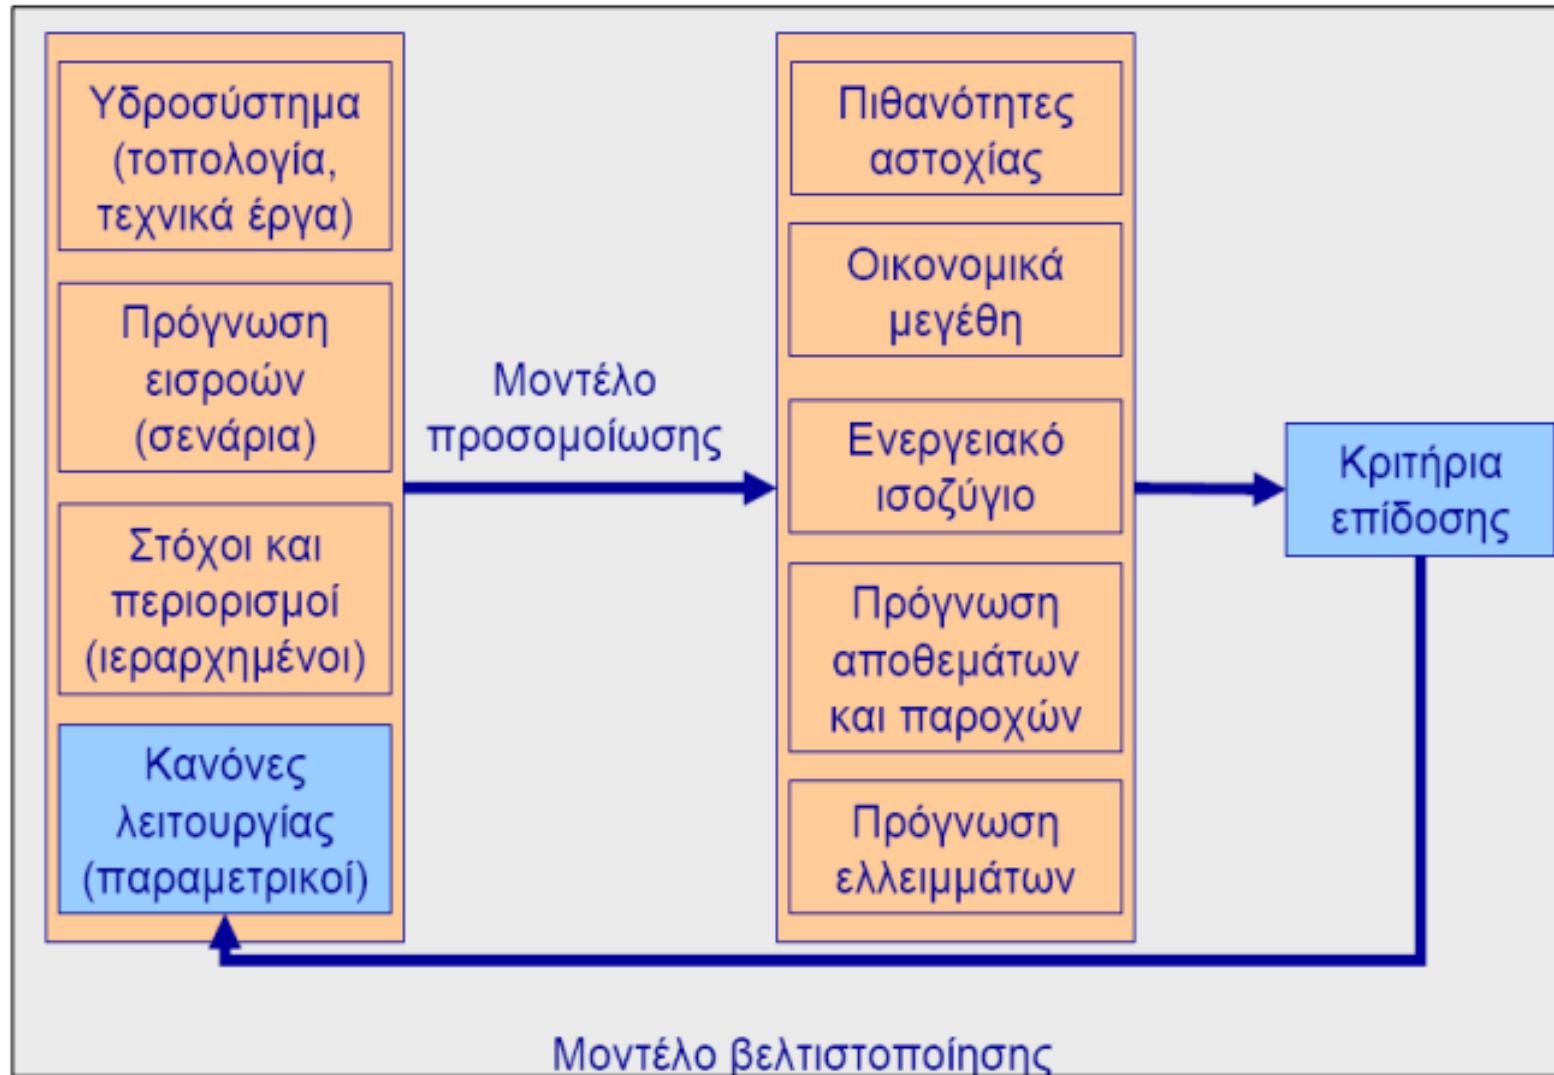 Υδροσύστημα
(τοπολογία,
τεχνικά έργα)
Πρόγνωση
εισροών
(σενάρια)
Στόχοι και
περιορισμοί
(ιεραρχημένοι)
Κανόνες
λειτουργίας
(παραμετρικοί)
Μοντέλο
προσομοίωσης
Πιθανότητες
αστοχίας
Οικονομικά
μεγέθη
Ενεργειακό
ισοζύγιο
Πρόγνωση
αποθεμάτων
και παροχών
Πρόγνωση
ελλειμμάτων
Κριτήρια
επίδοσης
Μοντέλο βελτιστοποίησης